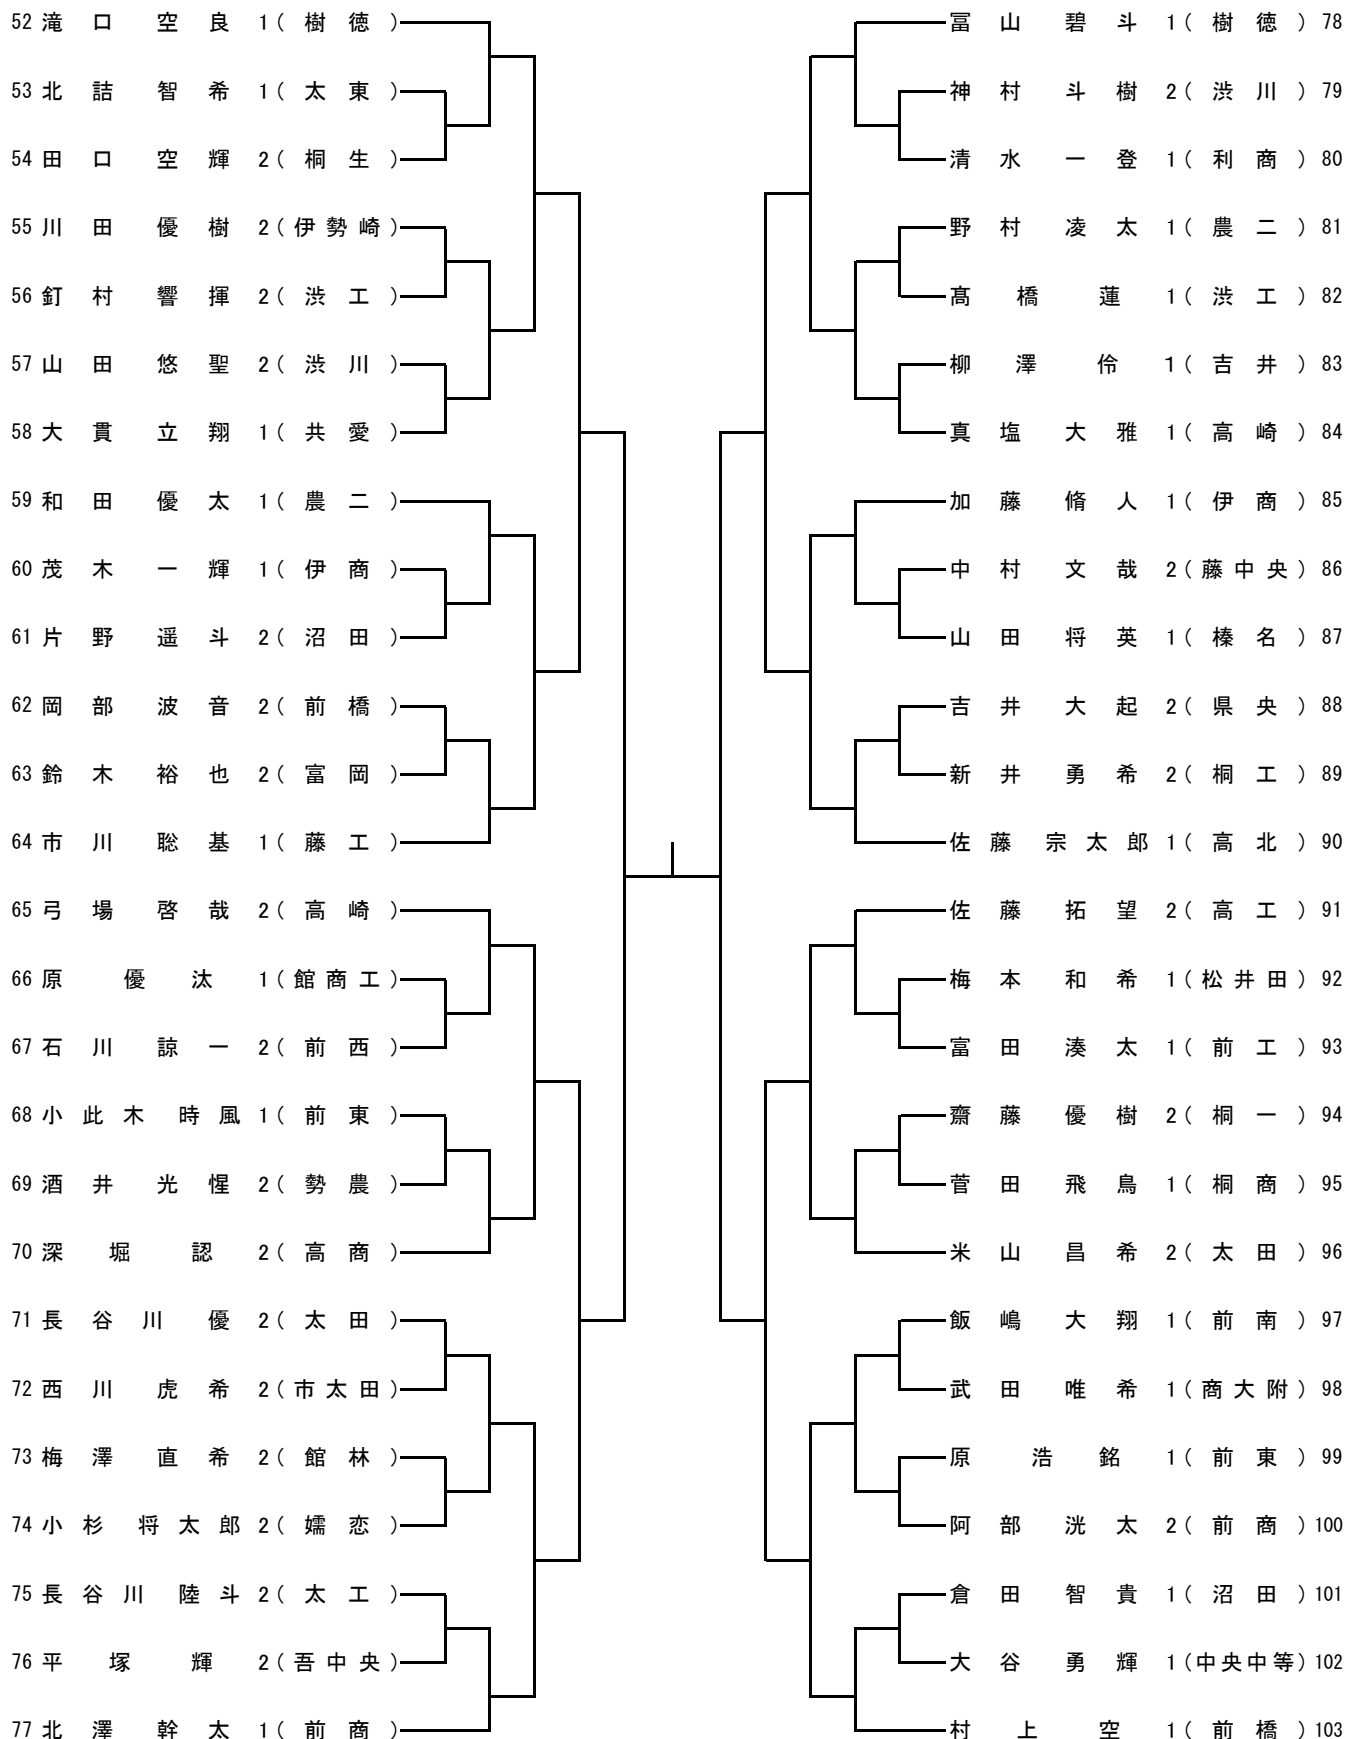 52 滝口 空良 1(樹徳)
53 北詰 智希 1(太東)
54 田口 空輝 2(桐生)
55 川田 優樹 2(伊勢崎)
56 釘村 響揮 2(渋工)
57 山田 悠聖 2(渋川)
58 大貫 立翔 1(共愛)
59 和田 優太 1(農二)
60 茂木 一輝 1(伊商)
61 片野 遥斗 2(沼田)
62 岡部 波音 2(前橋)
63 鈴木 裕也 2(富岡)
64 市川 聡基 1(藤工)
65 弓場 啓哉 2(高崎)
66 原 優汰 1(館商工)
67 石川 諒一 2(前西)
68 小此木 時風 1(前東)
69 酒井 光惺 2(勢農)
70 深堀 認 2(高商)
71 長谷川 優 2(太田)
72 西川 虎希 2(市太田)
73 梅澤 直希 2(館林)
74 小杉 将太郎 2(嬬恋)
75 長谷川 陸斗 2(太工)
76 平塚 輝 2(吾中央)
77 北澤 幹太 1(前商)
冨山 碧斗 1(樹徳) 78
神村 斗樹 2(渋川) 79
清水 一登 1(利商) 80
野村 凌太 1(農二) 81
髙橋 蓮 1(渋工) 82
柳澤 伶 1(吉井) 83
真塩 大雅 1(高崎) 84
加藤 脩人 1(伊商) 85
中村 文哉 2(藤中央) 86
山田 将英 1(榛名) 87
吉井 大起 2(県央) 88
新井 勇希 2(桐工) 89
佐藤 宗太郎 1(高北) 90
佐藤 拓望 2(高工) 91
梅本 和希 1(松井田) 92
富田 湊太 1(前工) 93
齋藤 優樹 2(桐一) 94
菅田 飛鳥 1(桐商) 95
米山 昌希 2(太田) 96
飯嶋 大翔 1(前南) 97
武田 唯希 1(商大附) 98
原 浩銘 1(前東) 99
阿部 洸太 2(前商) 100
倉田 智貴 1(沼田) 101
大谷 勇輝 1(中央中等) 102
村上 空 1(前橋) 103